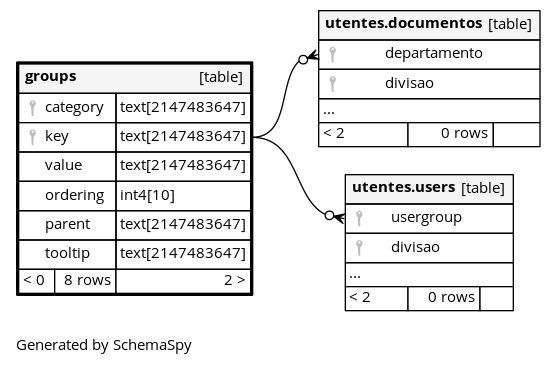 utentes.documentos [table]
departamento
divisao
...
< 2 0 rows
groups [table]
category text[2147483647]
key text[2147483647]
value text[2147483647]
ordering int4[10]
parent text[2147483647]
tooltip text[2147483647]
< 0 8 rows 2 >
utentes.users [table]
usergroup
divisao
...
< 2 0 rows
Generated by SchemaSpy